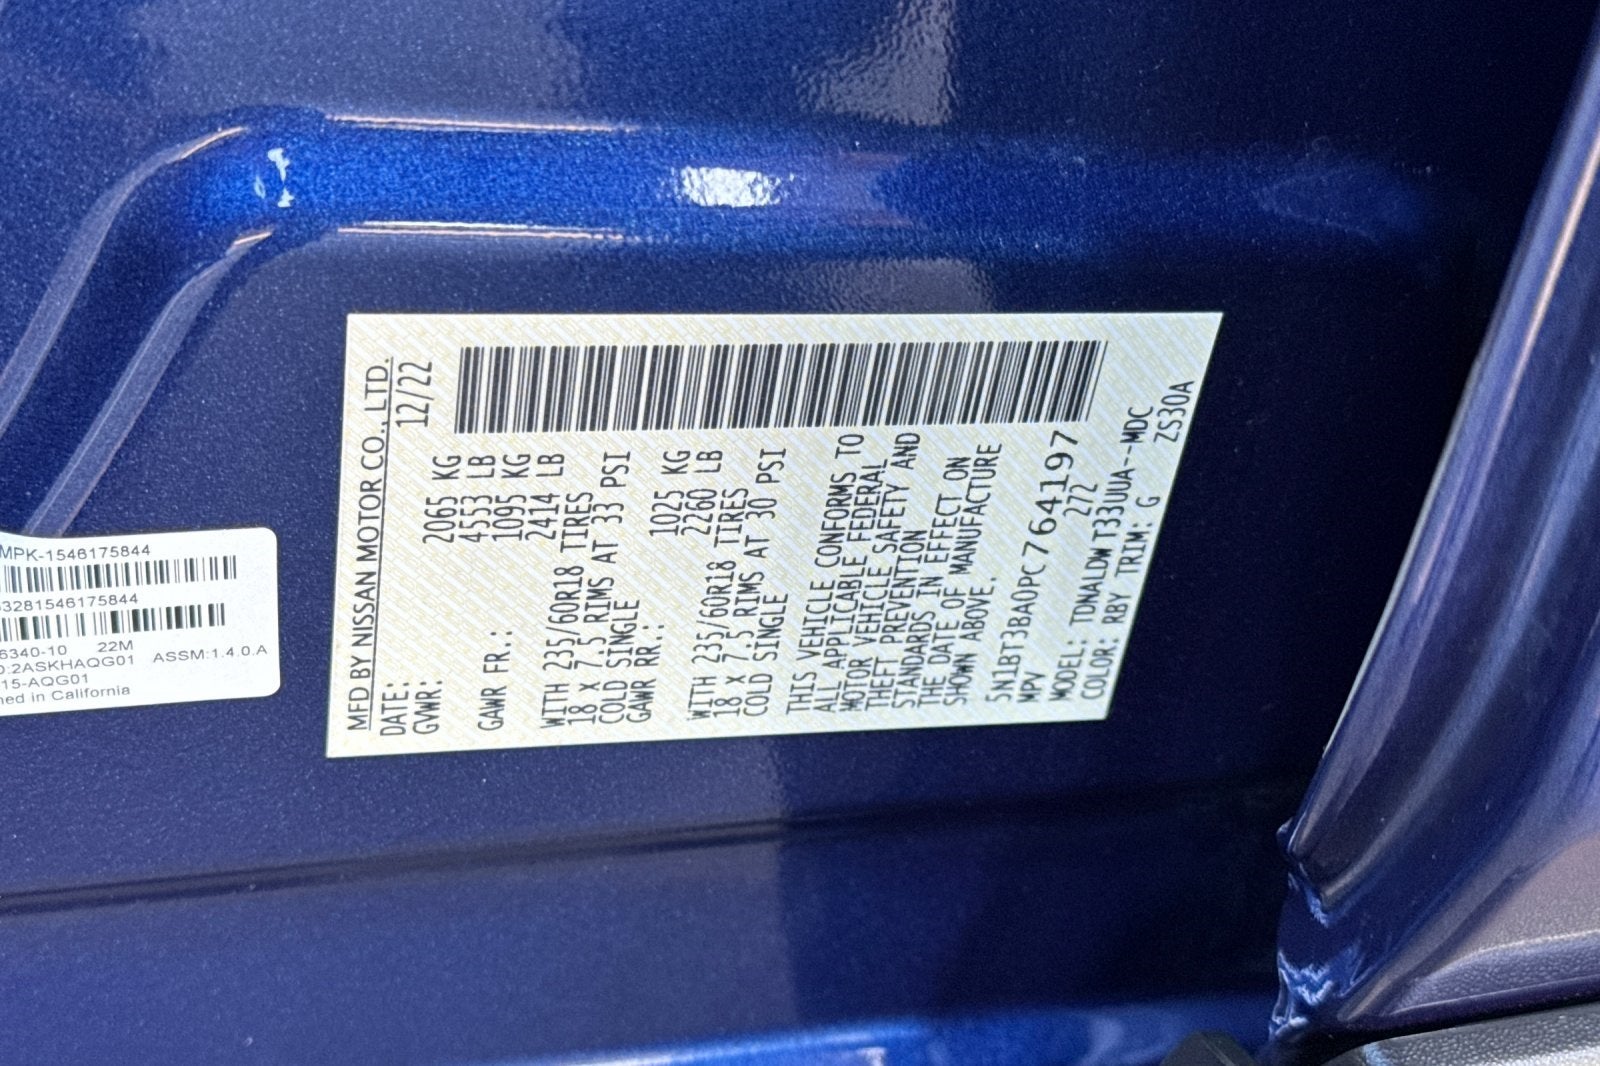 MPK-1546175844
3281546175844
6340-10 22M
:2ASKHAQG01 ASSM:1.4.0.A
15-AQG01
ned in California
MFD BY NISSAN MOTOR CO., LTD.
DATE: 12/22
GVWR: 2065 KG
4553 LB
GAWR FR.: 1095 KG
2414 LB
WITH 235/60R18 TIRES
18 x 7.5 RIMS AT 33 PSI
COLD SINGLE
GAWR RR.: 1025 KG
2260 LB
WITH 235/60R18 TIRES
18 x 7.5 RIMS AT 30 PSI
COLD SINGLE
THIS VEHICLE CONFORMS TO
ALL APPLICABLE FEDERAL
MOTOR VEHICLE SAFETY AND
THEFT PREVENTION
STANDARDS IN EFFECT ON
THE DATE OF MANUFACTURE
SHOWN ABOVE.
5N1BT3BA0PC764197
MPV 272
MODEL: TDNALDW T33UUA--MDC
COLOR: RBY TRIM: G ZS30A